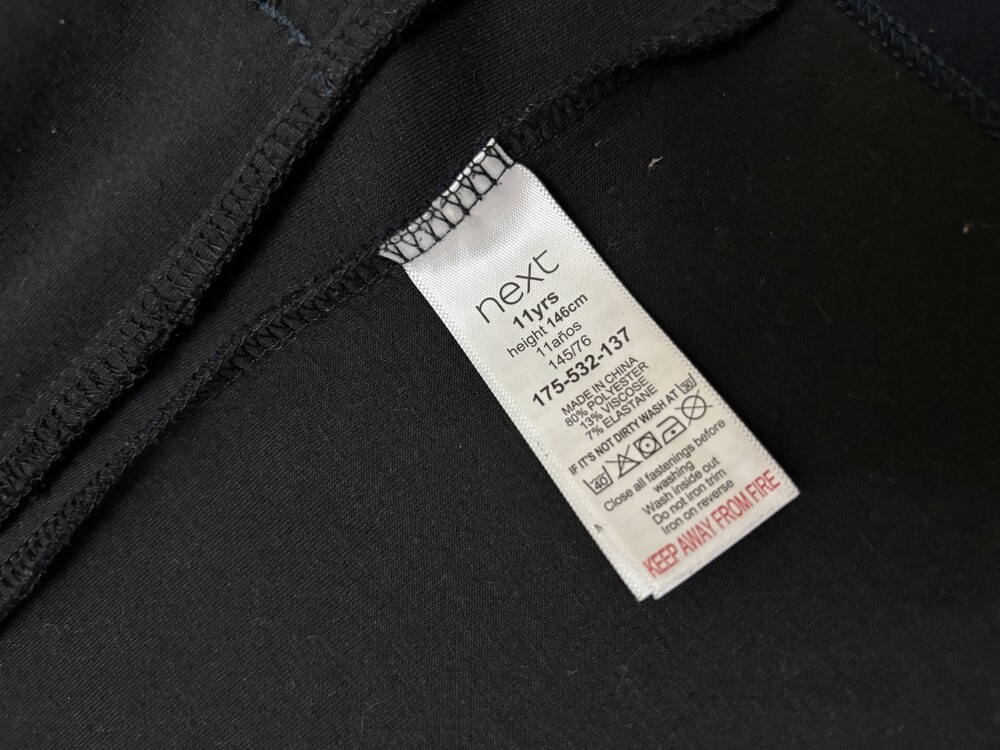 next
11yrs
height 146cm
11años
145/76
175-532-137
MADE IN CHINA
80% POLYESTER
13% VISCOSE
7% ELASTANE
IF IT'S NOT DIRTY WASH AT 30
40
Close all fastenings before
washing
Wash inside out
Do not iron trim
Iron on reverse
KEEP AWAY FROM FIRE